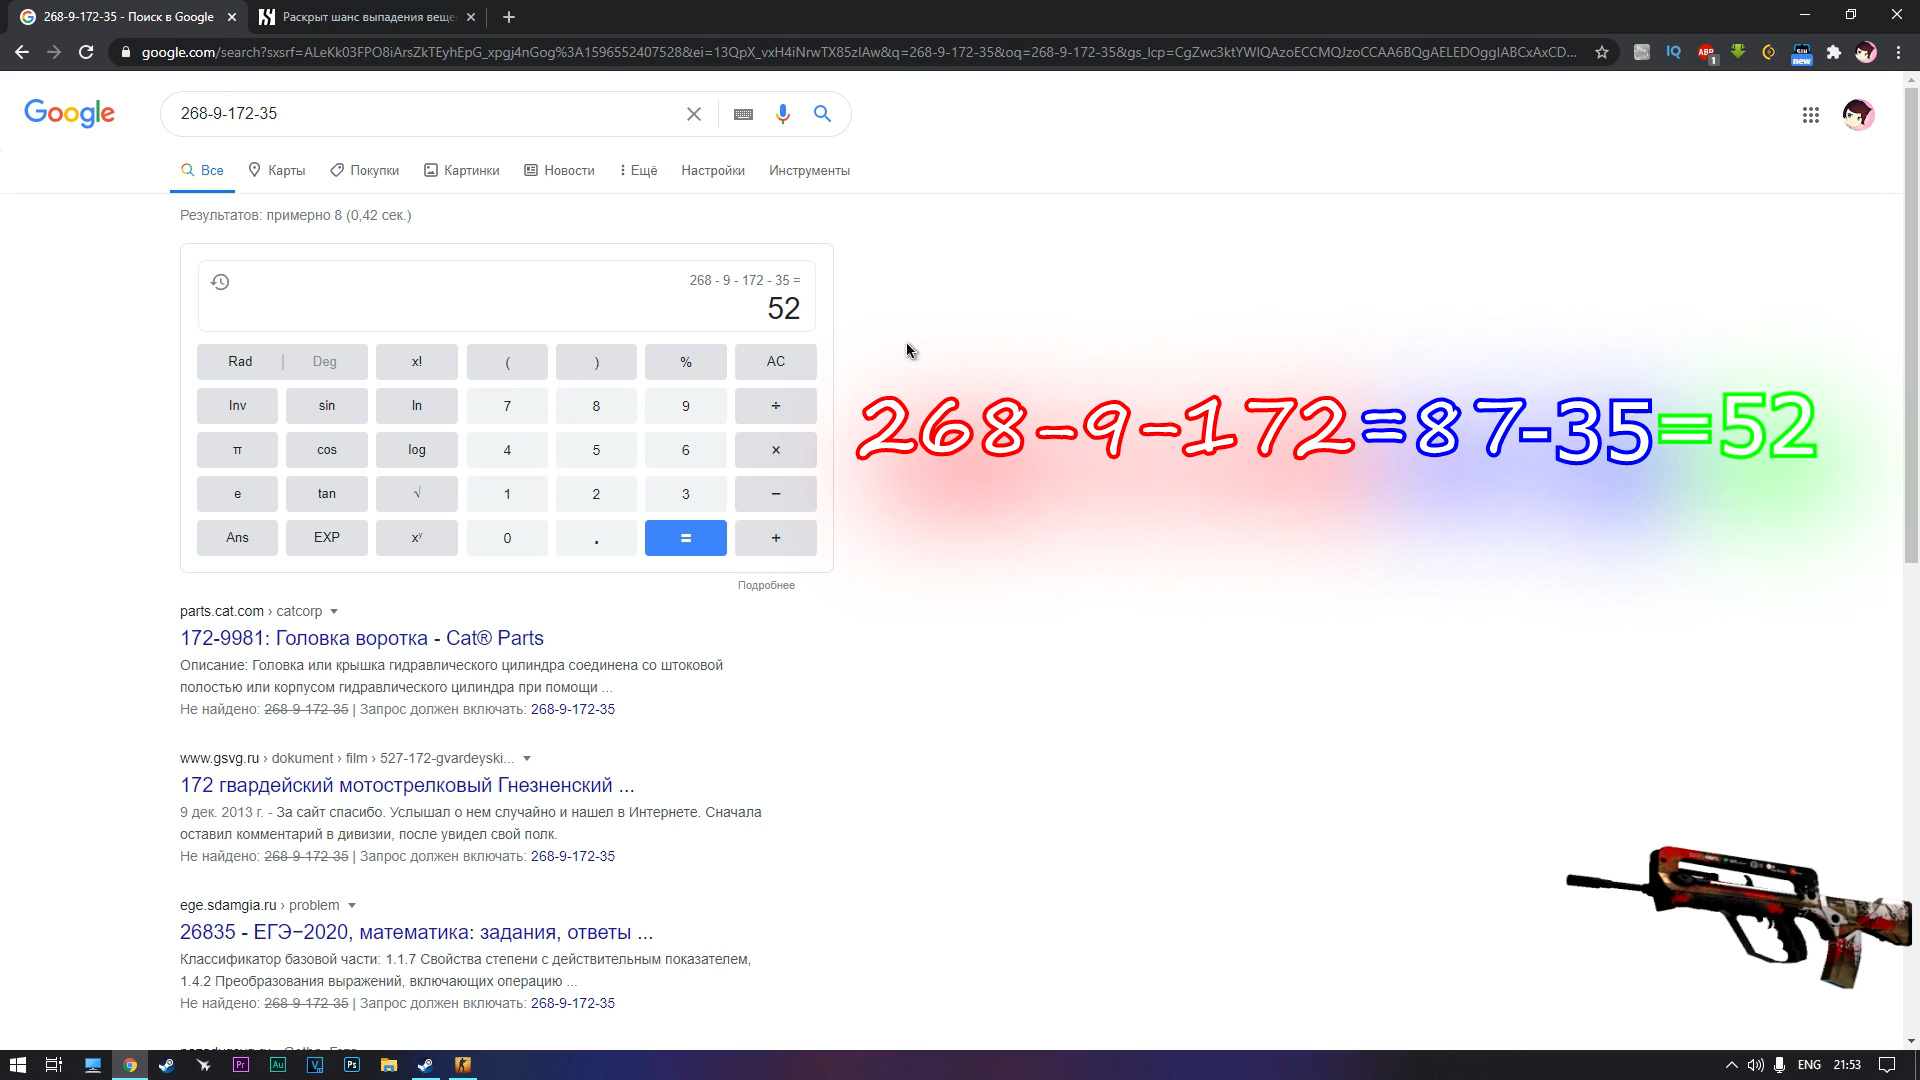 268-9-172-35 - Поиск в Google
Раскрыт шанс выпадения веще
google.com/search?sxsrf=ALeKk03FPO8iArsZkTEyhEpG_xpgj4nGog%3A1596552407528&ei=13QpX_vxH4iNrwTX85zIAw&q=268-9-172-35&oq=268-9-172-35&gs_lcp=CgZwc3ktYWIQAzoECCMQJzoCCAA6BQgAELEDOggIABCxAxCD...
IQ
ABP
1
new
Google
268-9-172-35
Все
Карты
Покупки
Картинки
Новости
Ещё
Настройки
Инструменты
Результатов: примерно 8 (0,42 сек.)
268 - 9 - 172 - 35 =
52
Rad | Deg x! ( ) % AC
Inv sin ln 7 8 9 ÷
π cos log 4 5 6 ×
e tan √ 1 2 3 −
Ans EXP xʸ 0 . = +
Подробнее
268-9-172=87-35=52
parts.cat.com › catcorp
172-9981: Головка воротка - Cat® Parts
Описание: Головка или крышка гидравлического цилиндра соединена со штоковой
полостью или корпусом гидравлического цилиндра при помощи ...
Не найдено: 268-9-172-35 | Запрос должен включать: 268-9-172-35
www.gsvg.ru › dokument › film › 527-172-gvardeyski...
172 гвардейский мотострелковый Гнезненский ...
9 дек. 2013 г. - За сайт спасибо. Услышал о нем случайно и нашел в Интернете. Сначала
оставил комментарий в дивизии, после увидел свой полк.
Не найдено: 268-9-172-35 | Запрос должен включать: 268-9-172-35
ege.sdamgia.ru › problem
26835 - ЕГЭ−2020, математика: задания, ответы ...
Классификатор базовой части: 1.1.7 Свойства степени с действительным показателем,
1.4.2 Преобразования выражений, включающих операцию ...
Не найдено: 268-9-172-35 | Запрос должен включать: 268-9-172-35
Pr
Au
Ps
ENG
21:53